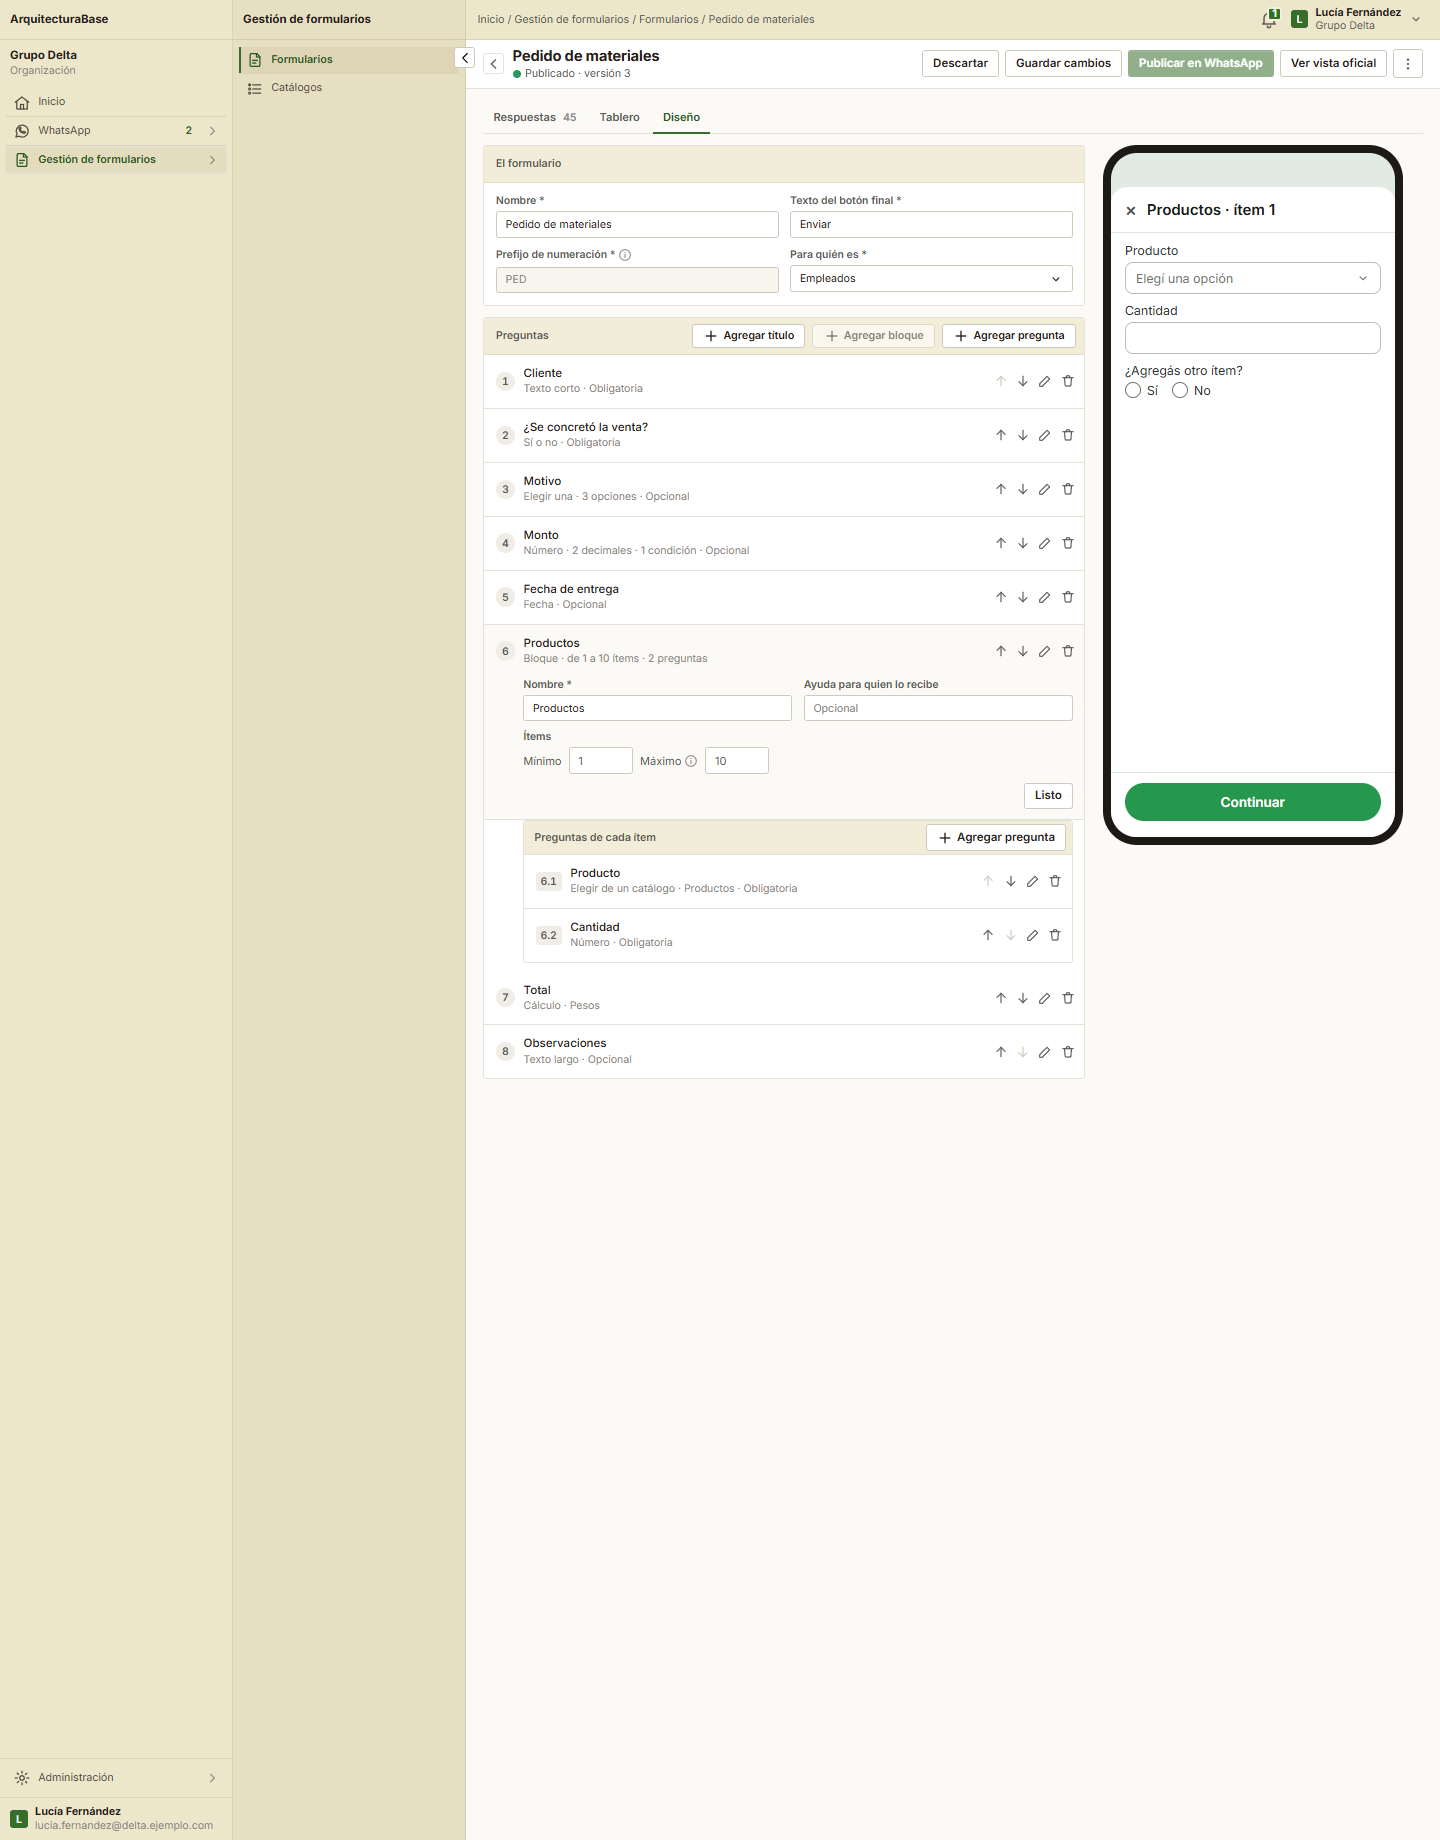 ArquitecturaBase
Grupo Delta
Organización
Inicio
WhatsApp 2
Gestión de formularios
Administración
L
Lucía Fernández
lucia.fernandez@delta.ejemplo.com
Gestión de formularios
Formularios
Catálogos
Inicio / Gestión de formularios / Formularios / Pedido de materiales
1
L
Lucía Fernández
Grupo Delta
Pedido de materiales
Publicado · versión 3
Descartar
Guardar cambios
Publicar en WhatsApp
Ver vista oficial
Respuestas 45
Tablero
Diseño
El formulario
Nombre *
Pedido de materiales
Texto del botón final *
Enviar
Prefijo de numeración *
PED
Para quién es *
Empleados
Preguntas
Agregar título
Agregar bloque
Agregar pregunta
1
Cliente
Texto corto · Obligatoria
2
¿Se concretó la venta?
Sí o no · Obligatoria
3
Motivo
Elegir una · 3 opciones · Opcional
4
Monto
Número · 2 decimales · 1 condición · Opcional
5
Fecha de entrega
Fecha · Opcional
6
Productos
Bloque · de 1 a 10 ítems · 2 preguntas
Nombre *
Productos
Ayuda para quien lo recibe
Opcional
Ítems
Mínimo 1 Máximo 10
Listo
Preguntas de cada ítem
Agregar pregunta
6.1
Producto
Elegir de un catálogo · Productos · Obligatoria
6.2
Cantidad
Número · Obligatoria
7
Total
Cálculo · Pesos
8
Observaciones
Texto largo · Opcional
Productos · ítem 1
Producto
Elegí una opción
Cantidad
¿Agregás otro ítem?
Sí No
Continuar